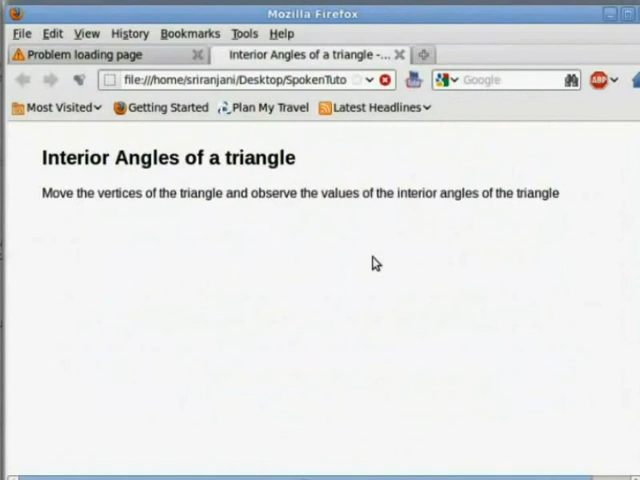 Mozilla Firefox
File Edit View History Bookmarks Tools Help
Problem loading page Interior Angles of a triangle -...
file:///home/sriranjani/Desktop/SpokenTuto Google ABP
Most Visited Getting Started Plan My Travel Latest Headlines
Interior Angles of a triangle
Move the vertices of the triangle and observe the values of the interior angles of the triangle